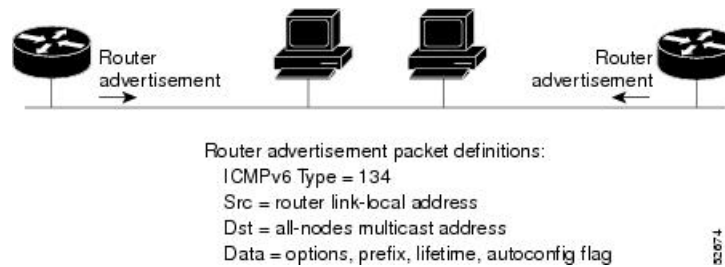 Router
advertisement
Router
advertisement
Router advertisement packet definitions:
ICMPv6 Type = 134
Src = router link-local address
Dst = all-nodes multicast address
Data = options, prefix, lifetime, autoconfig flag
52674